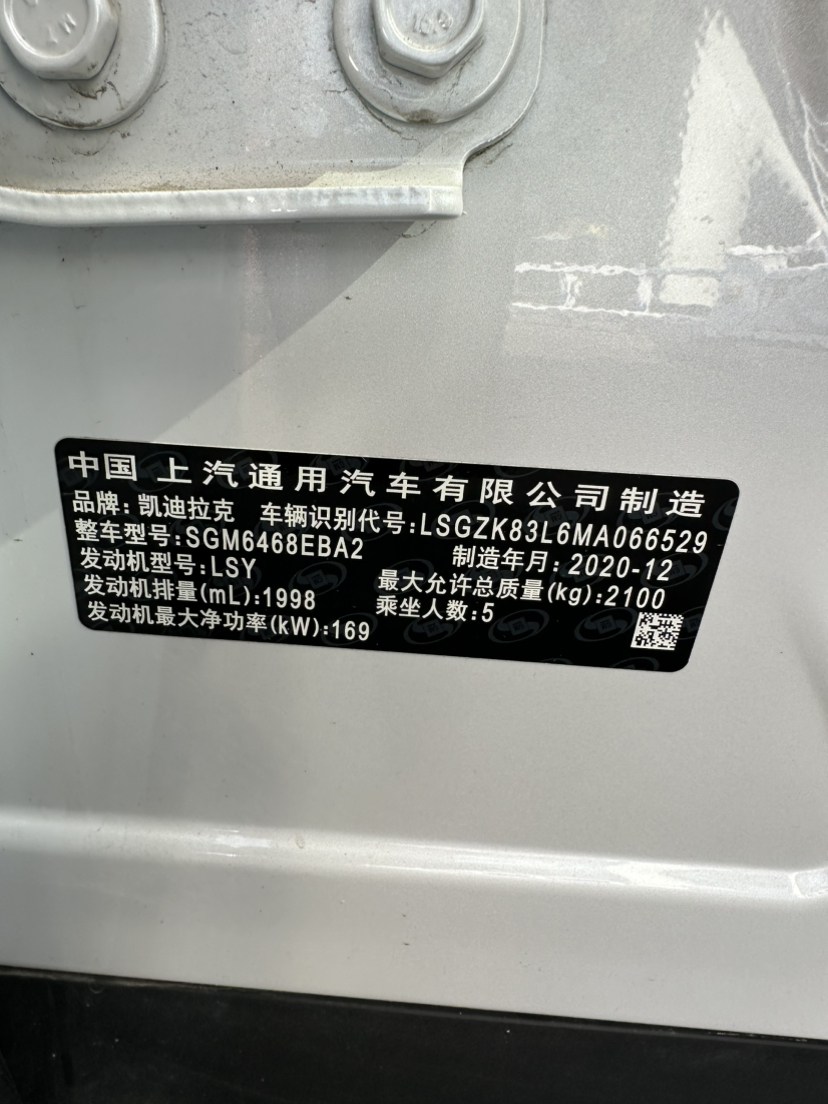 中国 上汽通用汽车有限公司制造
品牌: 凯迪拉克 车辆识别代号:LSGZK83L6MA066529
整车型号:SGM6468EBA2 制造年月:2020-12
发动机型号:LSY 最大允许总质量(kg):2100
发动机排量(mL):1998 乘坐人数:5
发动机最大净功率(kW):169